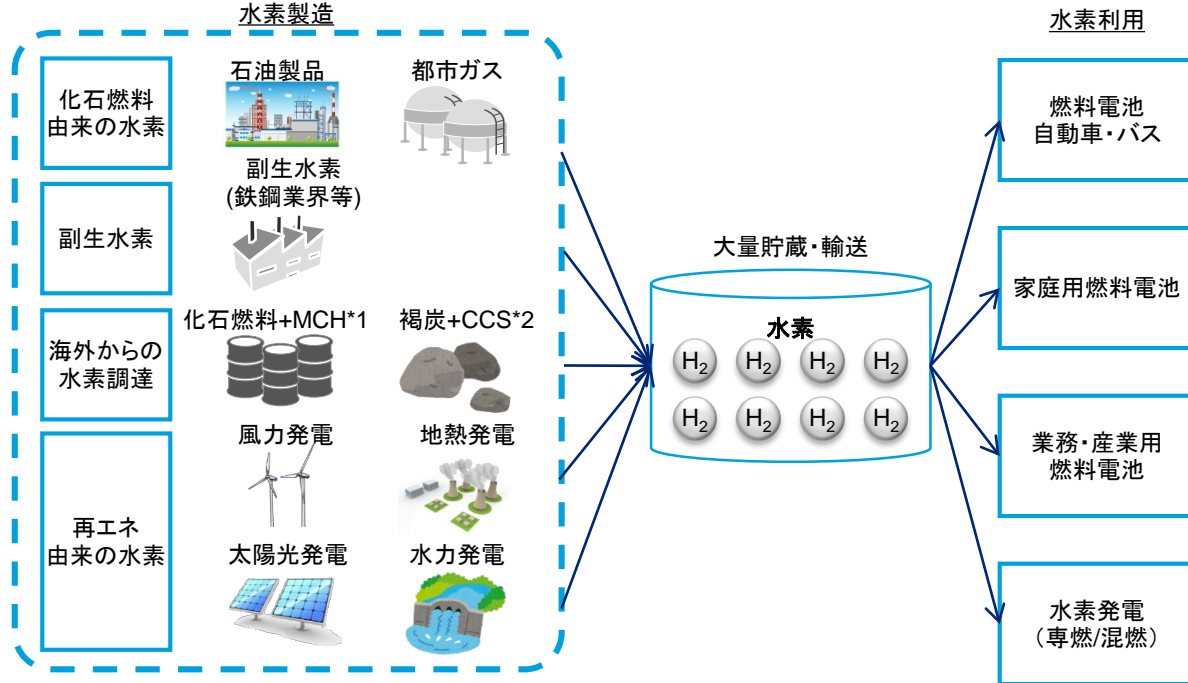 水素製造
化石燃料
由来の水素
石油製品
都市ガス
副生水素
副生水素
(鉄鋼業界等)
海外からの
水素調達
化石燃料+MCH*1
褐炭+CCS*2
再エネ
由来の水素
風力発電
地熱発電
太陽光発電
水力発電
大量貯蔵・輸送
水素
H2 H2 H2 H2
H2 H2 H2 H2
水素利用
燃料電池
自動車・バス
家庭用燃料電池
業務・産業用
燃料電池
水素発電
（専燃/混燃）